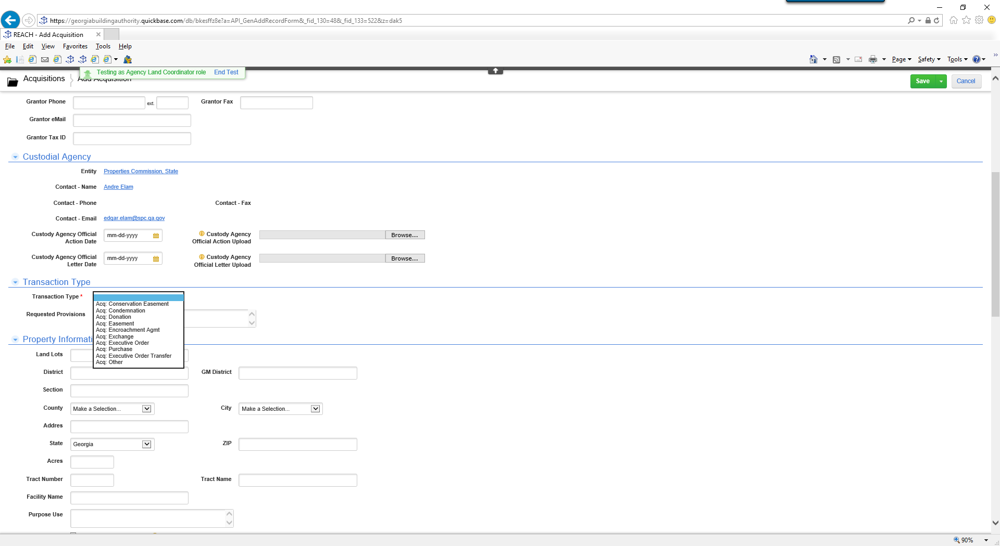 https://georgiabuildingauthority.quickbase.com/db/bkesffz8e?a=API_GenAddRecordForm&_fid_130=48&_fid_133=522&z=dak5
REACH - Add Acquisition
File Edit View Favorites Tools Help
Page Safety Tools
Testing as Agency Land Coordinator role End Test
Acquisitions Add Acquisition
Save Cancel
Grantor Phone ext. Grantor Fax
Grantor eMail
Grantor Tax ID
Custodial Agency
Entity Properties Commission, State
Contact - Name Andre Elam
Contact - Phone Contact - Fax
Contact - Email edgar.elam@spc.ga.gov
Custody Agency Official Custody Agency
mm-dd-yyyy Browse...
Action Date Official Action Upload
Custody Agency Official Custody Agency
mm-dd-yyyy Browse...
Letter Date Official Letter Upload
Transaction Type
Transaction Type *
Acq: Conservation Easement
Acq: Condemnation
Requested Provisions
Acq: Donation
Acq: Easement
Acq: Encroachment Agmt
Acq: Exchange
Property Informati
Acq: Executive Order
Acq: Purchase
Land Lots
Acq: Executive Order Transfer
Acq: Other
District GM District
Section
County Make a Selection... City Make a Selection...
Addres
State Georgia ZIP
Acres
Tract Number Tract Name
Facility Name
Purpose Use
90%